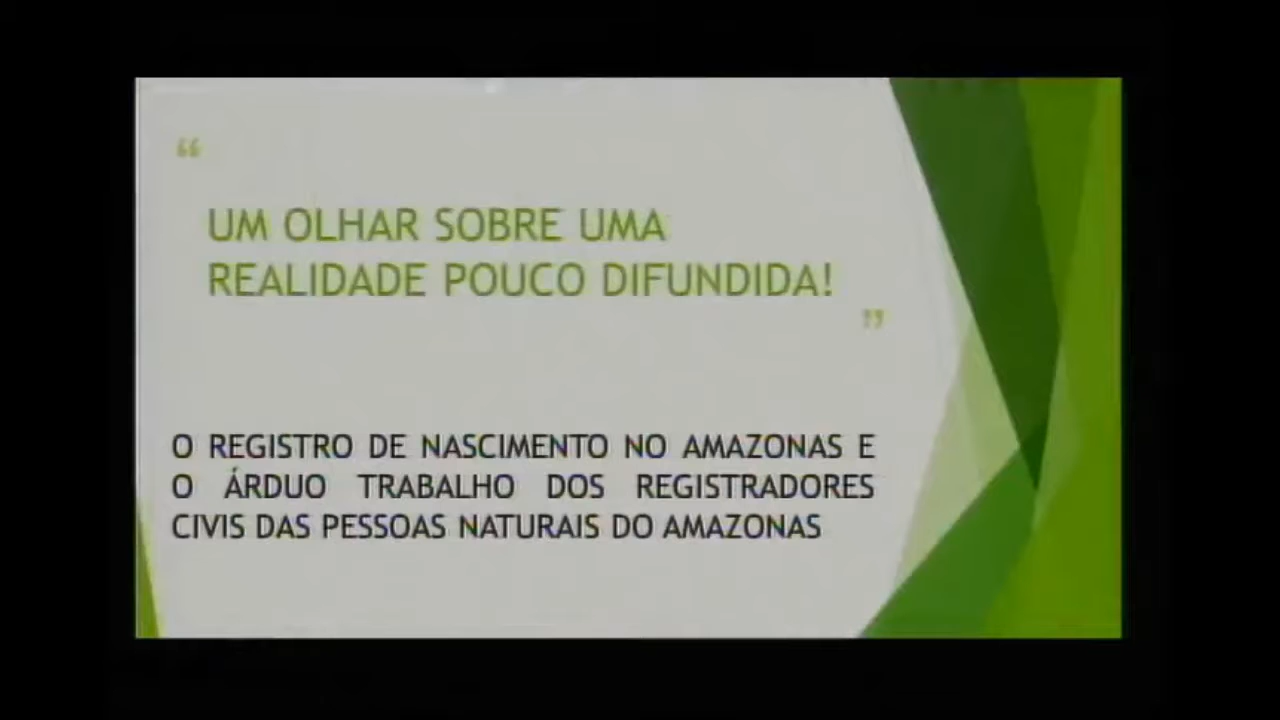 “
UM OLHAR SOBRE UMA
REALIDADE POUCO DIFUNDIDA!
”
O REGISTRO DE NASCIMENTO NO AMAZONAS E
O ÁRDUO TRABALHO DOS REGISTRADORES
CIVIS DAS PESSOAS NATURAIS DO AMAZONAS